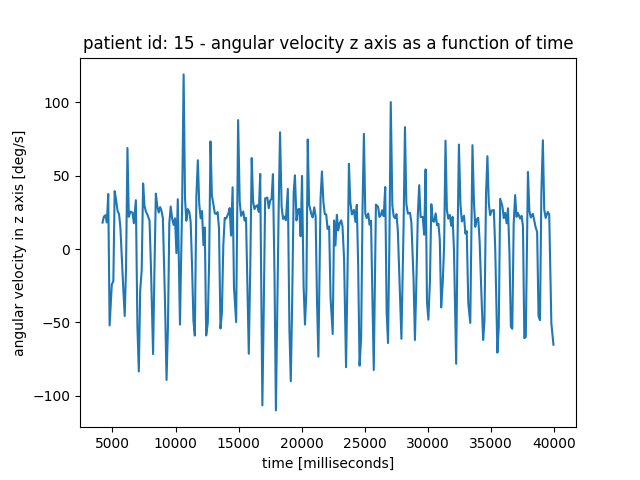 patient id: 15 - angular velocity z axis as a function of time
angular velocity in z axis [deg/s]
100
50
0
−50
−100
5000 10000 15000 20000 25000 30000 35000 40000
time [milliseconds]